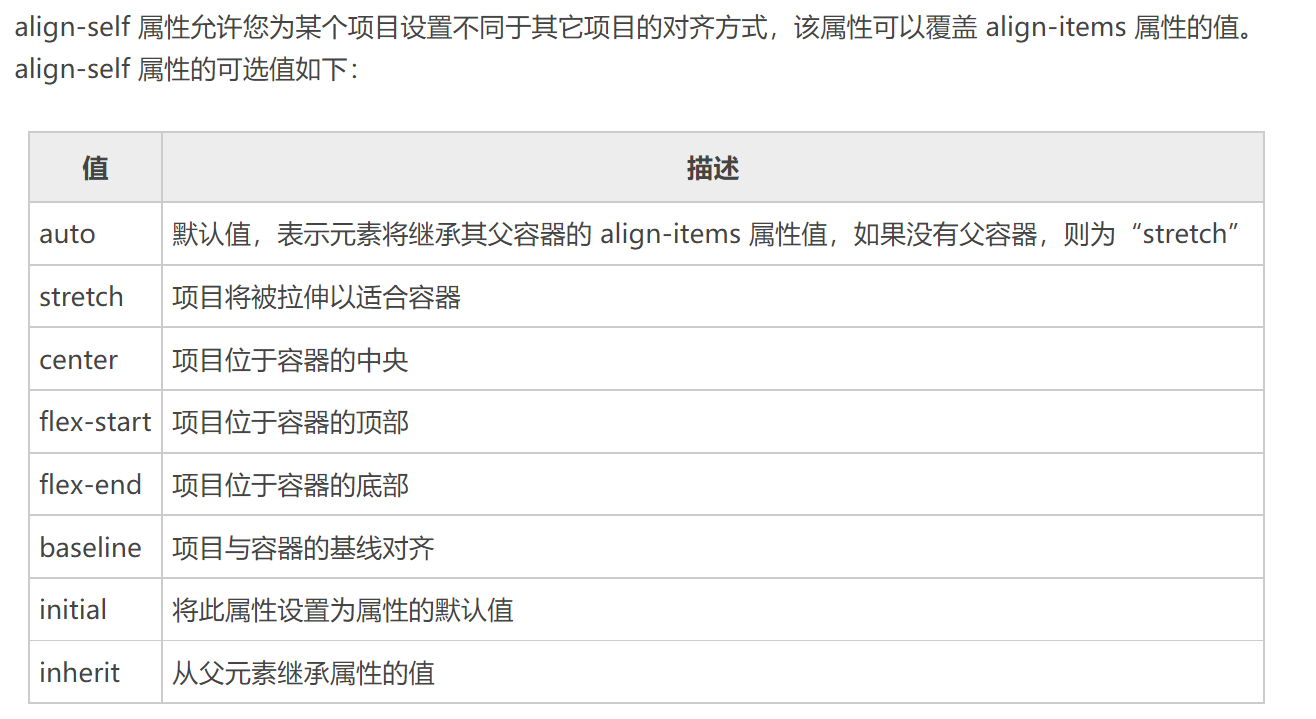 align-self 属性允许您为某个项目设置不同于其它项目的对齐方式，该属性可以覆盖 align-items 属性的值。
align-self 属性的可选值如下：
值 描述
auto 默认值，表示元素将继承其父容器的 align-items 属性值，如果没有父容器，则为“stretch”
stretch 项目将被拉伸以适合容器
center 项目位于容器的中央
flex-start 项目位于容器的顶部
flex-end 项目位于容器的底部
baseline 项目与容器的基线对齐
initial 将此属性设置为属性的默认值
inherit 从父元素继承属性的值